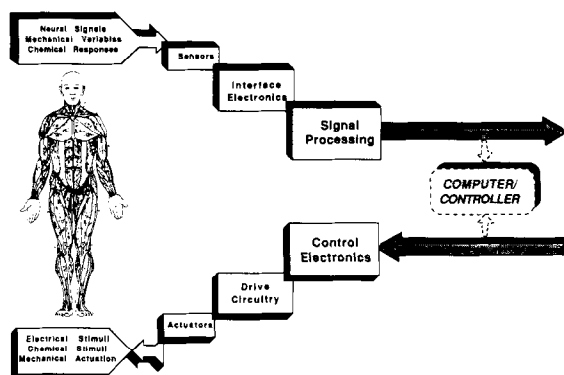 Neural Signals
Mechanical Variables
Chemical Responses
Sensors
Interface
Electronics
Signal
Processing
COMPUTER/
CONTROLLER
Control
Electronics
Drive
Circuitry
Actuators
Electrical Stimuli
Chemical Stimuli
Mechanical Actuation